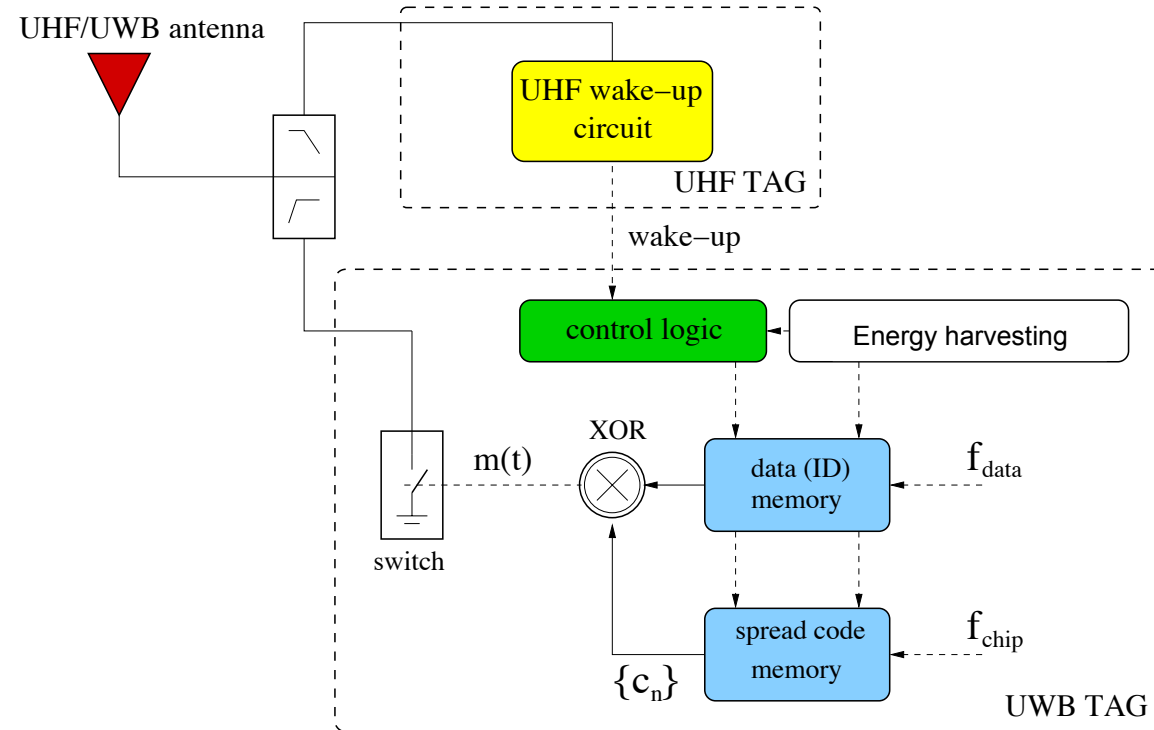 UHF/UWB antenna
UHF wake–up
circuit
UHF TAG
wake–up
control logic
Energy harvesting
XOR
m(t)
data (ID)
memory
f_data
switch
spread code
memory
f_chip
{c_n}
UWB TAG